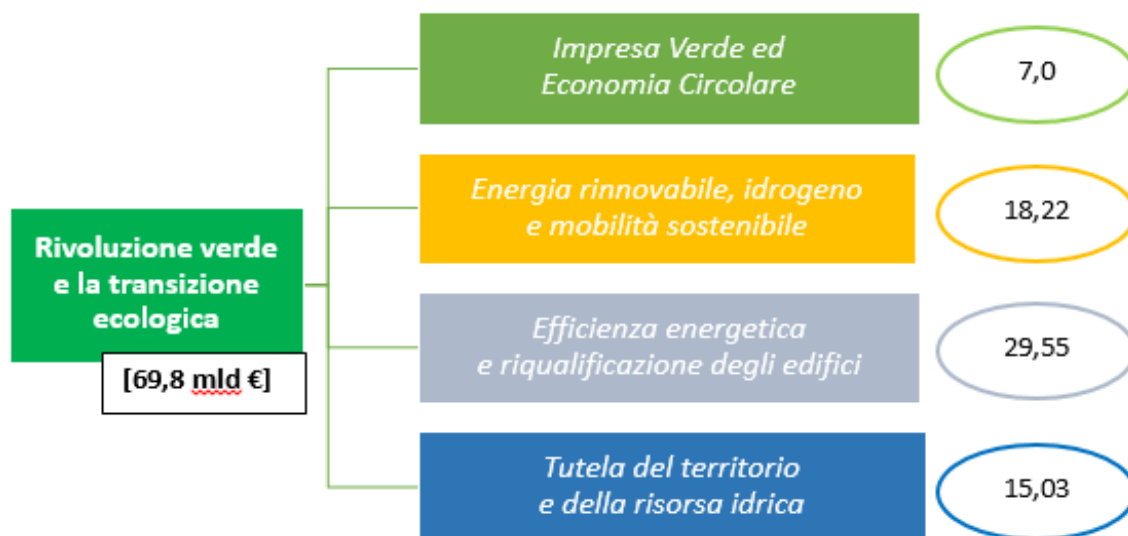 Impresa Verde ed
Economia Circolare
7,0
Energia rinnovabile, idrogeno
e mobilità sostenibile
18,22
Rivoluzione verde
e la transizione
ecologica
[69,8 mld €]
Efficienza energetica
e riqualificazione degli edifici
29,55
Tutela del territorio
e della risorsa idrica
15,03